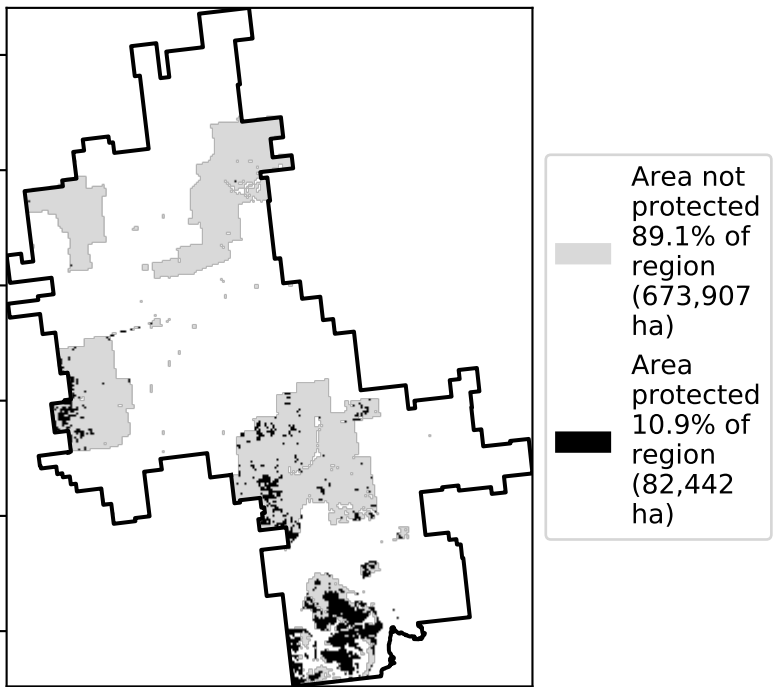 Area not
protected
89.1% of
region
(673,907
ha)
Area
protected
10.9% of
region
(82,442
ha)